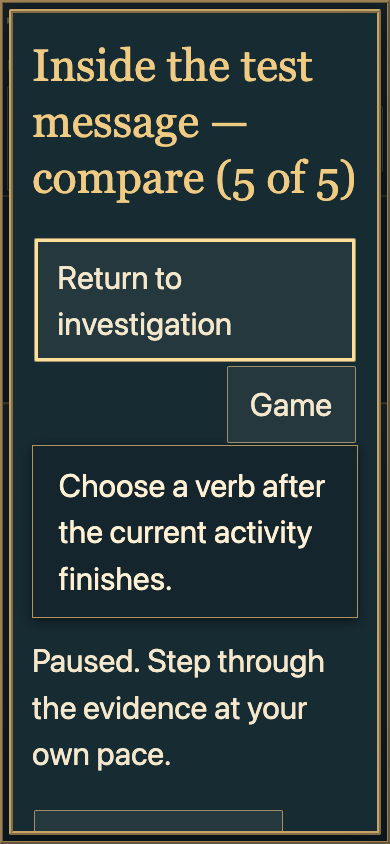 Inside the test
message —
compare (5 of 5)
Return to
investigation
Game
Choose a verb after
the current activity
finishes.
Paused. Step through
the evidence at your
own pace.